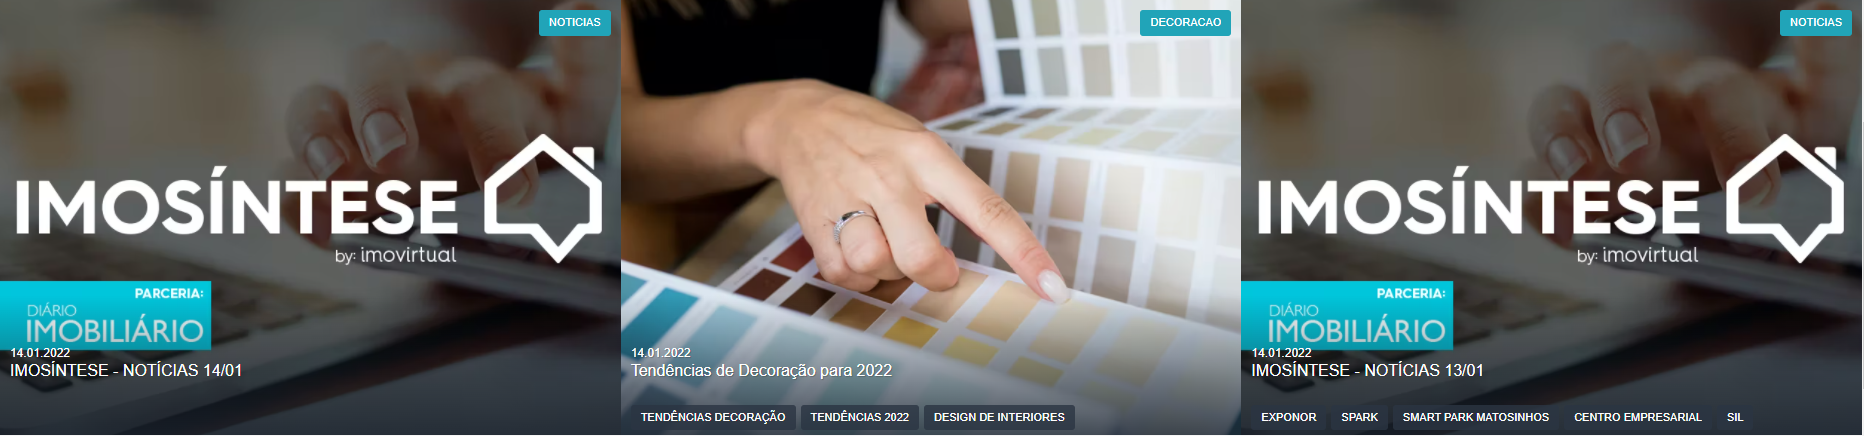 NOTICIAS
IMOSÍNTESE
by: imovirtual
PARCERIA:
DIÁRIO
IMOBILIÁRIO
14.01.2022
IMOSÍNTESE - NOTÍCIAS 14/01
DECORACAO
14.01.2022
Tendências de Decoração para 2022
TENDÊNCIAS DECORAÇÃO TENDÊNCIAS 2022 DESIGN DE INTERIORES
NOTICIAS
IMOSÍNTESE
by: imovirtual
PARCERIA:
DIÁRIO
IMOBILIÁRIO
14.01.2022
IMOSÍNTESE - NOTÍCIAS 13/01
EXPONOR SPARK SMART PARK MATOSINHOS CENTRO EMPRESARIAL SIL